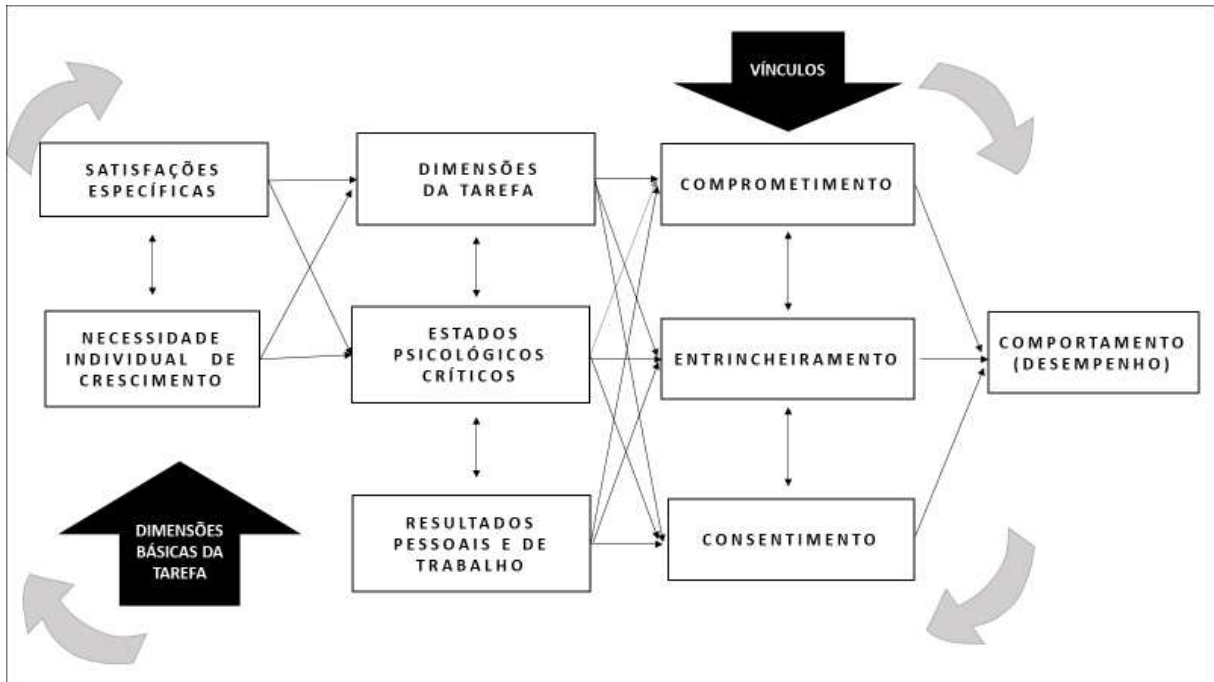 VÍNCULOS
SATISFAÇÕES
ESPECÍFICAS
DIMENSÕES
DA TAREFA
COMPROMETIMENTO
NECESSIDADE
INDIVIDUAL DE
CRESCIMENTO
ESTADOS
PSICOLÓGICOS
CRÍTICOS
ENTRINCHEIRAMENTO
COMPORTAMENTO
(DESEMPENHO)
DIMENSÕES
BÁSICAS DA
TAREFA
RESULTADOS
PESSOAIS E DE
TRABALHO
CONSENTIMENTO